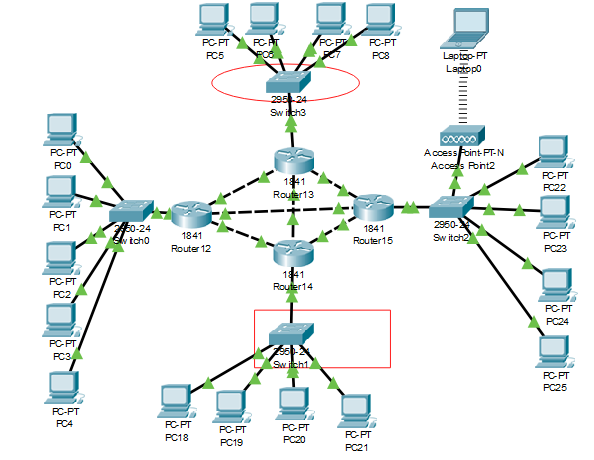 PC-PT
PC5
PC-PT
PC6
PC-PT
PC7
PC-PT
PC8
Laptop-PT
Laptop0
2950-24
Switch3
PC-PT
PC0
Access Point-PT-N
Access Point2
1841
Router13
PC-PT
PC22
PC-PT
PC1
2950-24
Switch0
1841
Router12
1841
Router15
2950-24
Switch2
PC-PT
PC23
PC-PT
PC2
1841
Router14
PC-PT
PC24
PC-PT
PC3
2950-24
Switch1
PC-PT
PC25
PC-PT
PC4
PC-PT
PC18
PC-PT
PC19
PC-PT
PC20
PC-PT
PC21